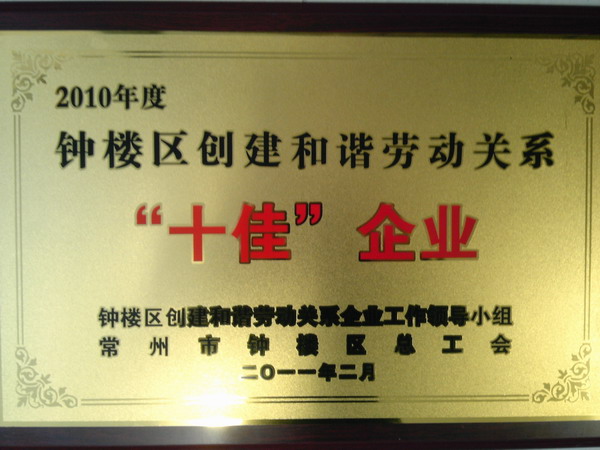 2010年度
钟楼区创建和谐劳动关系
“十佳”企业
钟楼区创建和谐劳动关系企业工作领导小组
常州市钟楼区总工会
二〇一一年二月